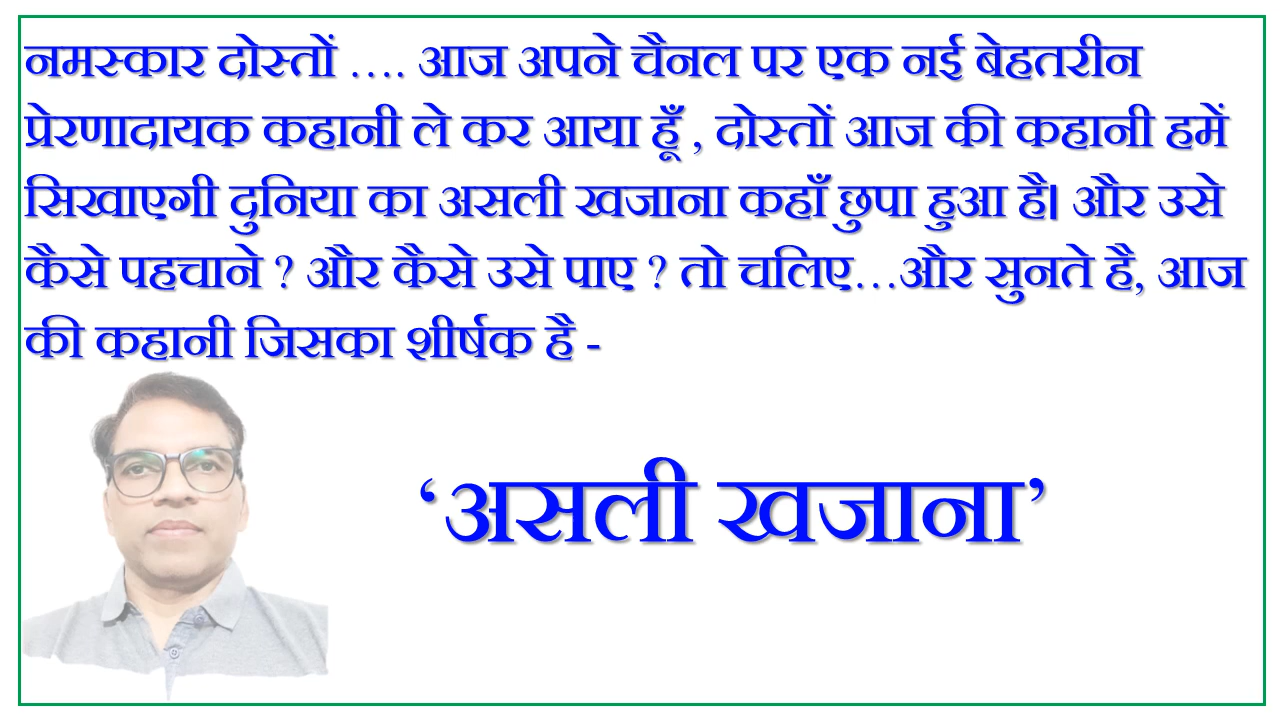 नमस्कार दोस्तों .... आज अपने चैनल पर एक नई बेहतरीन
प्रेरणादायक कहानी ले कर आया हूँ , दोस्तों आज की कहानी हमें
सिखाएगी दुनिया का असली खजाना कहाँ छुपा हुआ है। और उसे
कैसे पहचाने ? और कैसे उसे पाए ? तो चलिए...और सुनते है, आज
की कहानी जिसका शीर्षक है -
‘असली खजाना’